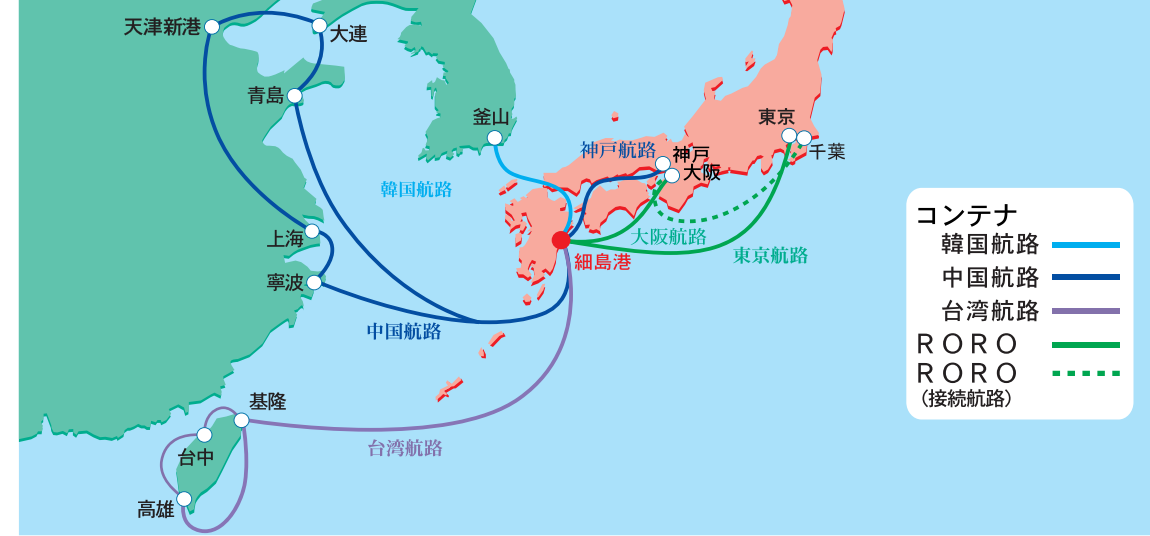 天津新港
大連
青島
釜山
東京
千葉
神戸航路
神戸
大阪
韓国航路
上海
大阪航路
東京航路
細島港
寧波
中国航路
基隆
台中
台湾航路
高雄
コンテナ
韓国航路
中国航路
台湾航路
ＲＯＲＯ
ＲＯＲＯ
（接続航路）